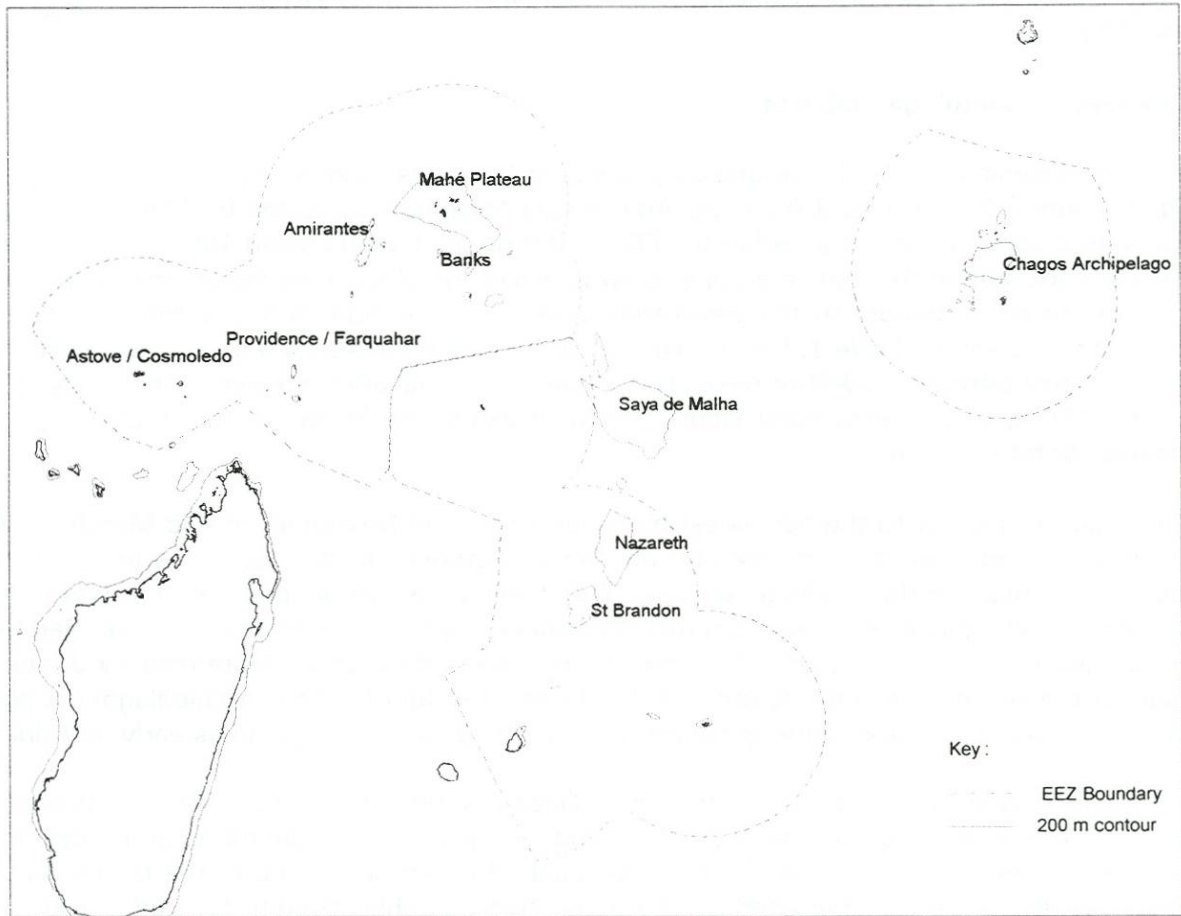 Mahé Plateau
Amirantes
Banks
Chagos Archipelago
Providence / Farquahar
Astove / Cosmoledo
Saya de Malha
Nazareth
St Brandon
Key :
EEZ Boundary
200 m contour